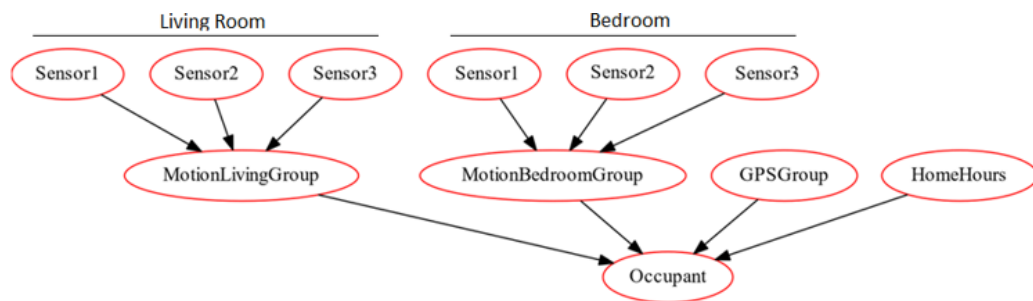 Living Room
Bedroom
Sensor1
Sensor2
Sensor3
Sensor1
Sensor2
Sensor3
MotionLivingGroup
MotionBedroomGroup
GPSGroup
HomeHours
Occupant